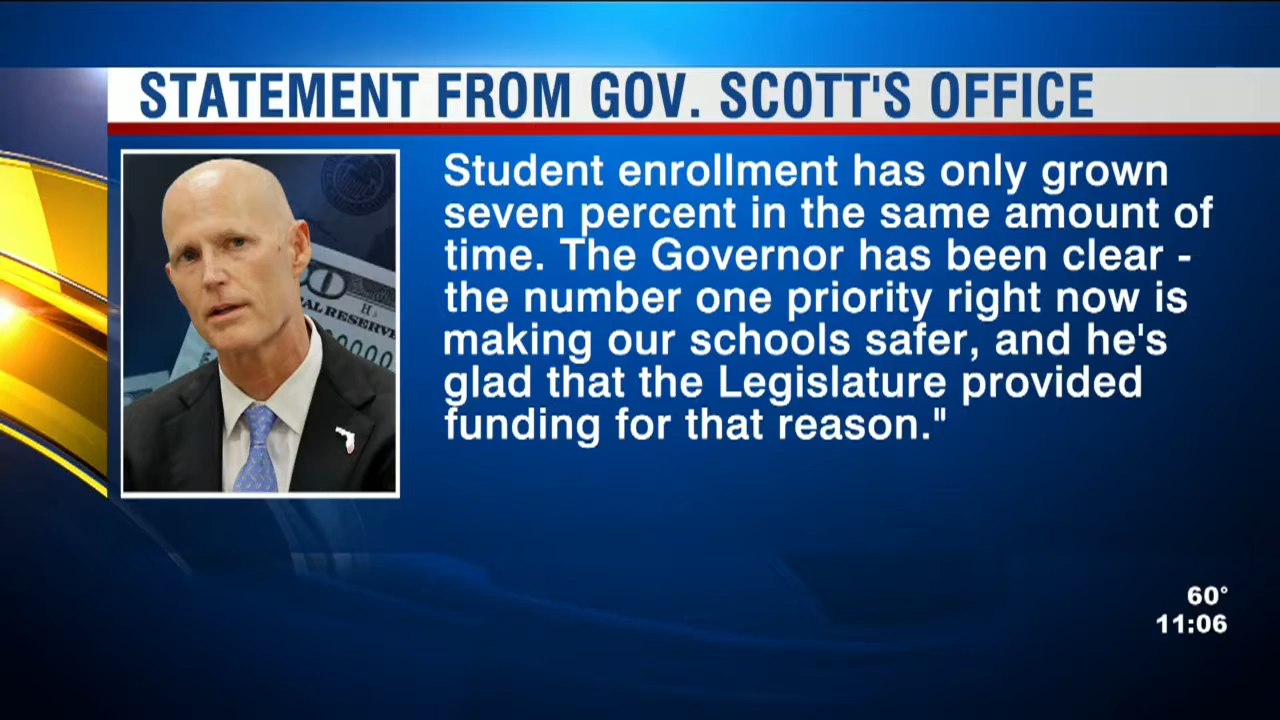 STATEMENT FROM GOV. SCOTT'S OFFICE
Student enrollment has only grown
seven percent in the same amount of
time. The Governor has been clear -
the number one priority right now is
making our schools safer, and he's
glad that the Legislature provided
funding for that reason."
60°
11:06